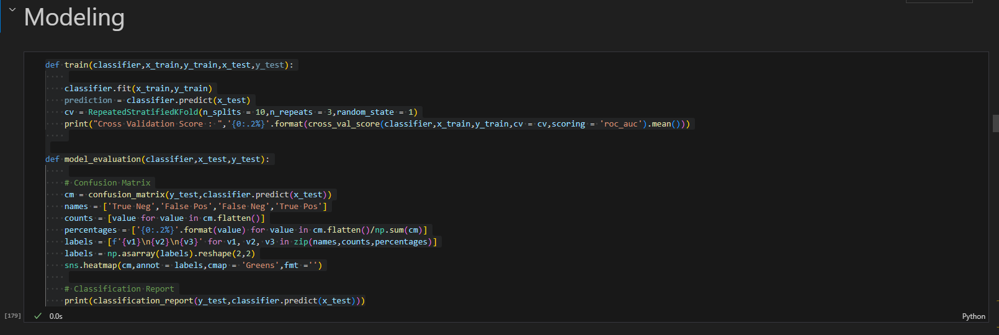 Modeling
def train(classifier,x_train,y_train,x_test,y_test):
classifier.fit(x_train,y_train)
prediction = classifier.predict(x_test)
cv = RepeatedStratifiedKFold(n_splits = 10,n_repeats = 3,random_state = 1)
print("Cross Validation Score : ",'{0:.2%}'.format(cross_val_score(classifier,x_train,y_train,cv = cv,scoring = 'roc_auc').mean()))
def model_evaluation(classifier,x_test,y_test):
# Confusion Matrix
cm = confusion_matrix(y_test,classifier.predict(x_test))
names = ['True Neg','False Pos','False Neg','True Pos']
counts = [value for value in cm.flatten()]
percentages = ['{0:.2%}'.format(value) for value in cm.flatten()/np.sum(cm)]
labels = [f'{v1}\n{v2}\n{v3}' for v1, v2, v3 in zip(names,counts,percentages)]
labels = np.asarray(labels).reshape(2,2)
sns.heatmap(cm,annot = labels,cmap = 'Greens',fmt ='')
# Classification Report
print(classification_report(y_test,classifier.predict(x_test)))
[179] 0.0s Python